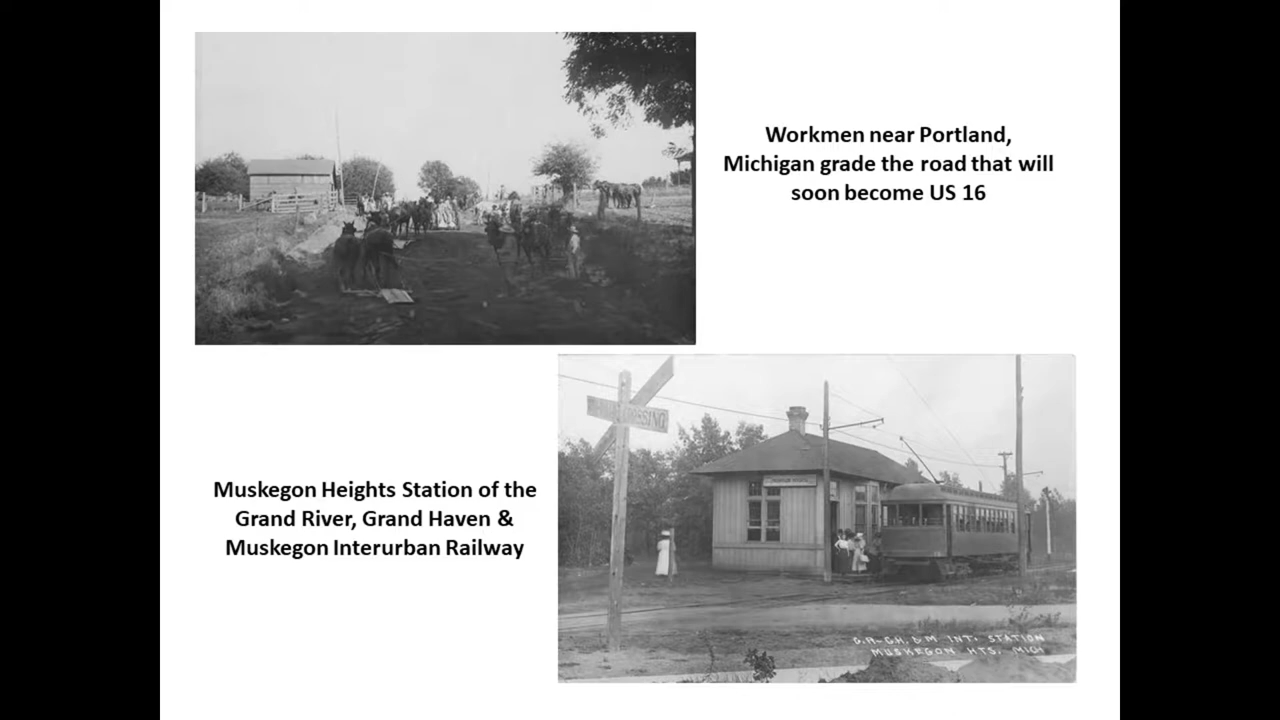 Workmen near Portland,
Michigan grade the road that will
soon become US 16
Muskegon Heights Station of the
Grand River, Grand Haven &
Muskegon Interurban Railway
G.R-G.H. & M INT. STATION
MUSKEGON HTS. MICH